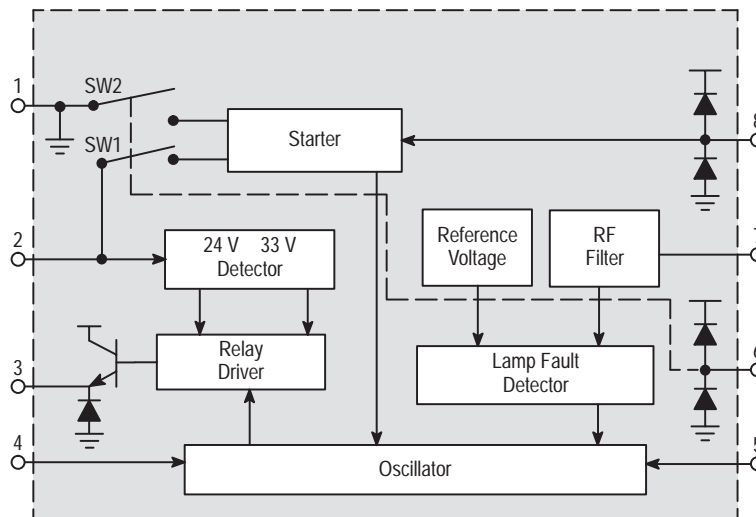 1
SW2
SW1
Starter
2
24 V 33 V
Detector
Reference
Voltage
RF
Filter
3
Relay
Driver
Lamp Fault
Detector
4
Oscillator